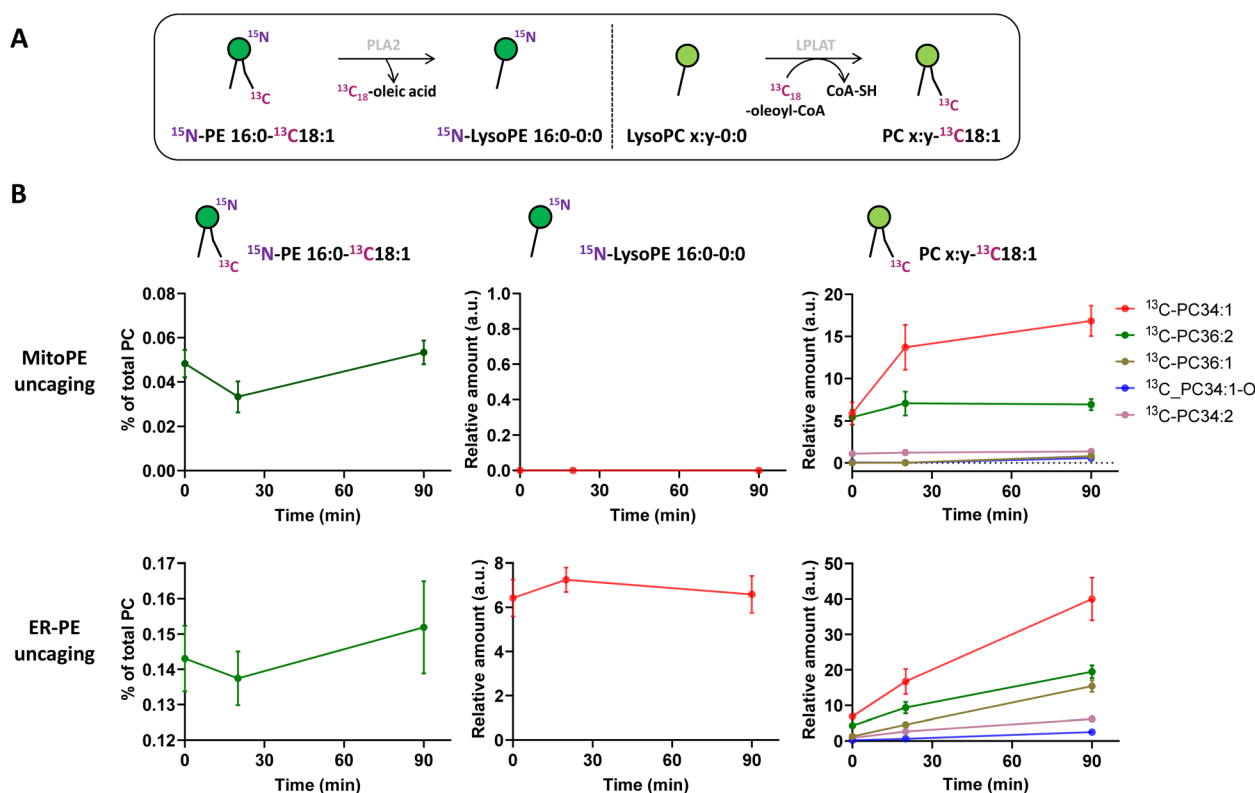 A
¹⁵N
PLA2
¹³C₁₈-oleic acid
¹⁵N
¹³C
¹⁵N-PE 16:0-¹³C18:1
¹⁵N-LysoPE 16:0-0:0
LPLAT
¹³C₁₈
-oleoyl-CoA
CoA-SH
¹³C
LysoPC x:y-0:0
PC x:y-¹³C18:1
B
¹⁵N
¹³C
¹⁵N-PE 16:0-¹³C18:1
¹⁵N
¹⁵N-LysoPE 16:0-0:0
¹³C
PC x:y-¹³C18:1
MitoPE
uncaging
% of total PC
0.08
0.06
0.04
0.02
0.00
0 30 60 90
Time (min)
Relative amount (a.u.)
1.0
0.8
0.6
0.4
0.2
0.0
0 30 60 90
Time (min)
Relative amount (a.u.)
20
15
10
5
0
0 30 60 90
Time (min)
¹³C-PC34:1
¹³C-PC36:2
¹³C-PC36:1
¹³C_PC34:1-O
¹³C-PC34:2
ER-PE
uncaging
% of total PC
0.17
0.16
0.15
0.14
0.13
0.12
0 30 60 90
Time (min)
Relative amount (a.u.)
8
6
4
2
0
0 30 60 90
Time (min)
Relative amount (a.u.)
50
40
30
20
10
0
0 30 60 90
Time (min)